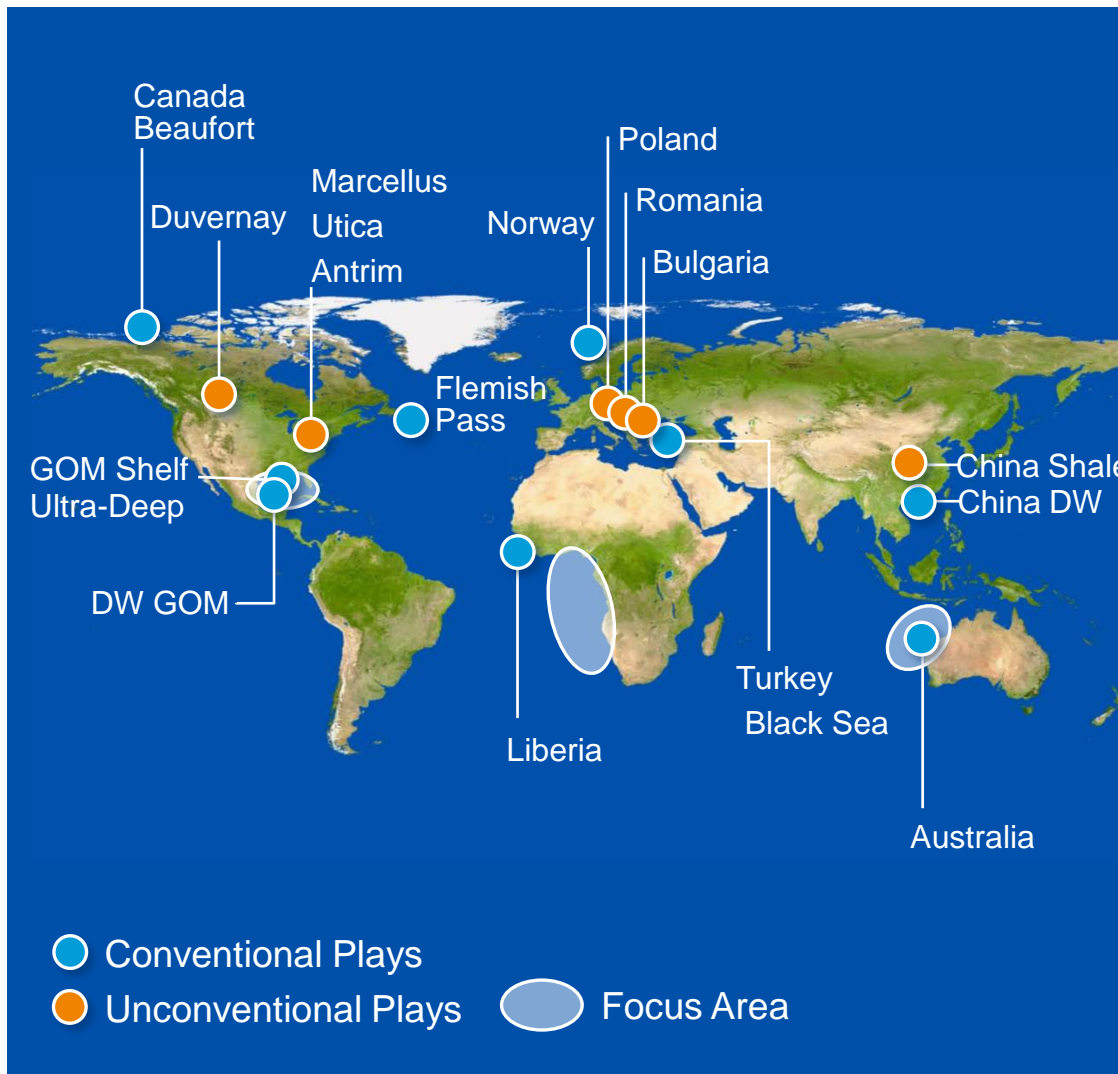 Canada
Beaufort
Duvernay
Marcellus
Utica
Antrim
Norway
Poland
Romania
Bulgaria
Flemish
Pass
GOM Shelf
Ultra-Deep
China Shale
China DW
DW GOM
Turkey
Black Sea
Liberia
Australia
Conventional Plays
Unconventional Plays
Focus Area